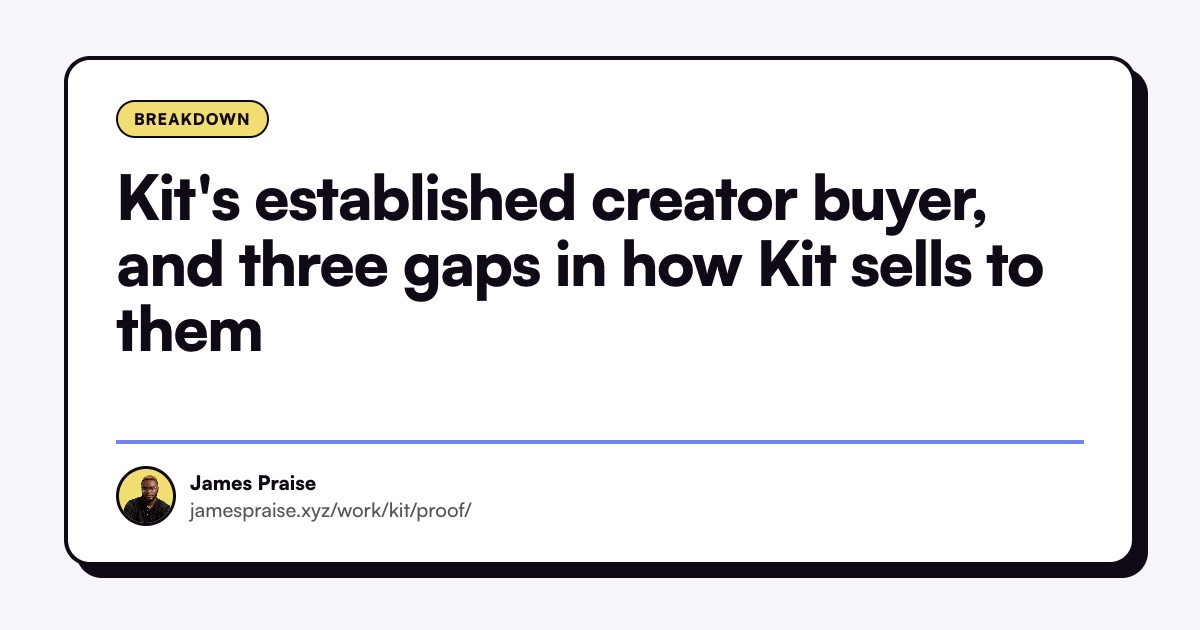 BREAKDOWN
Kit's established creator buyer,
and three gaps in how Kit sells to
them
James Praise
jamespraise.xyz/work/kit/proof/